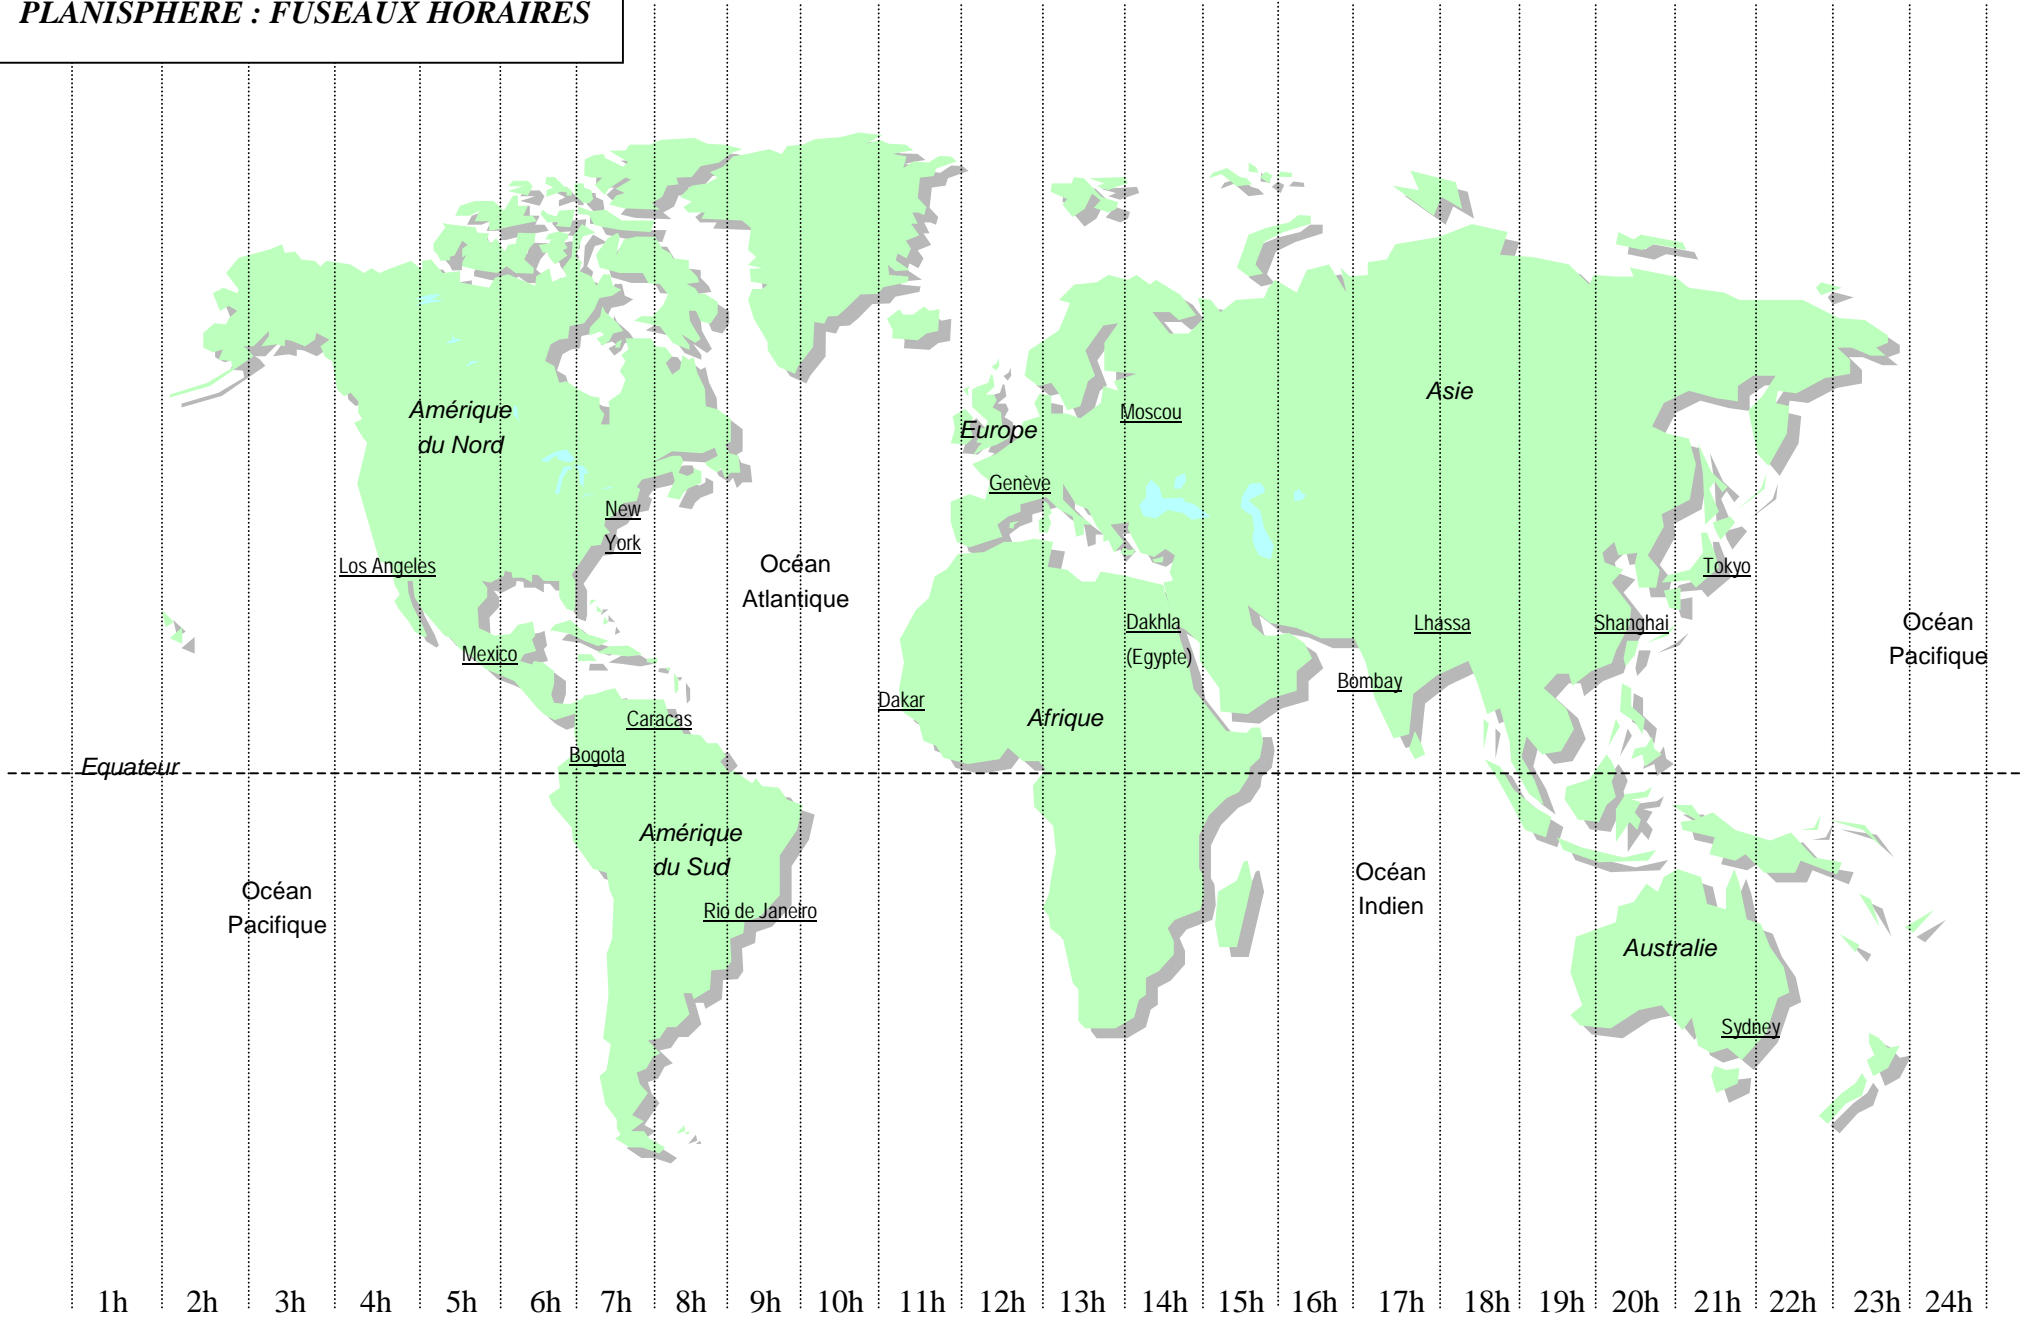 PLANISPHERE : FUSEAUX HORAIRES
Asie
Amérique
du Nord
Moscou
Europe
Genève
New
York
Los Angeles
Océan
Atlantique
Tokyo
Dakhla
(Egypte)
Lhassa
Shanghai
Océan
Pacifique
Mexico
Bombay
Dakar
Caracas
Afrique
Bogota
Equateur
Amérique
du Sud
Océan
Pacifique
Rio de Janeiro
Océan
Indien
Australie
Sydney
1h 2h 3h 4h 5h 6h 7h 8h 9h 10h 11h 12h 13h 14h 15h 16h 17h 18h 19h 20h 21h 22h 23h 24h